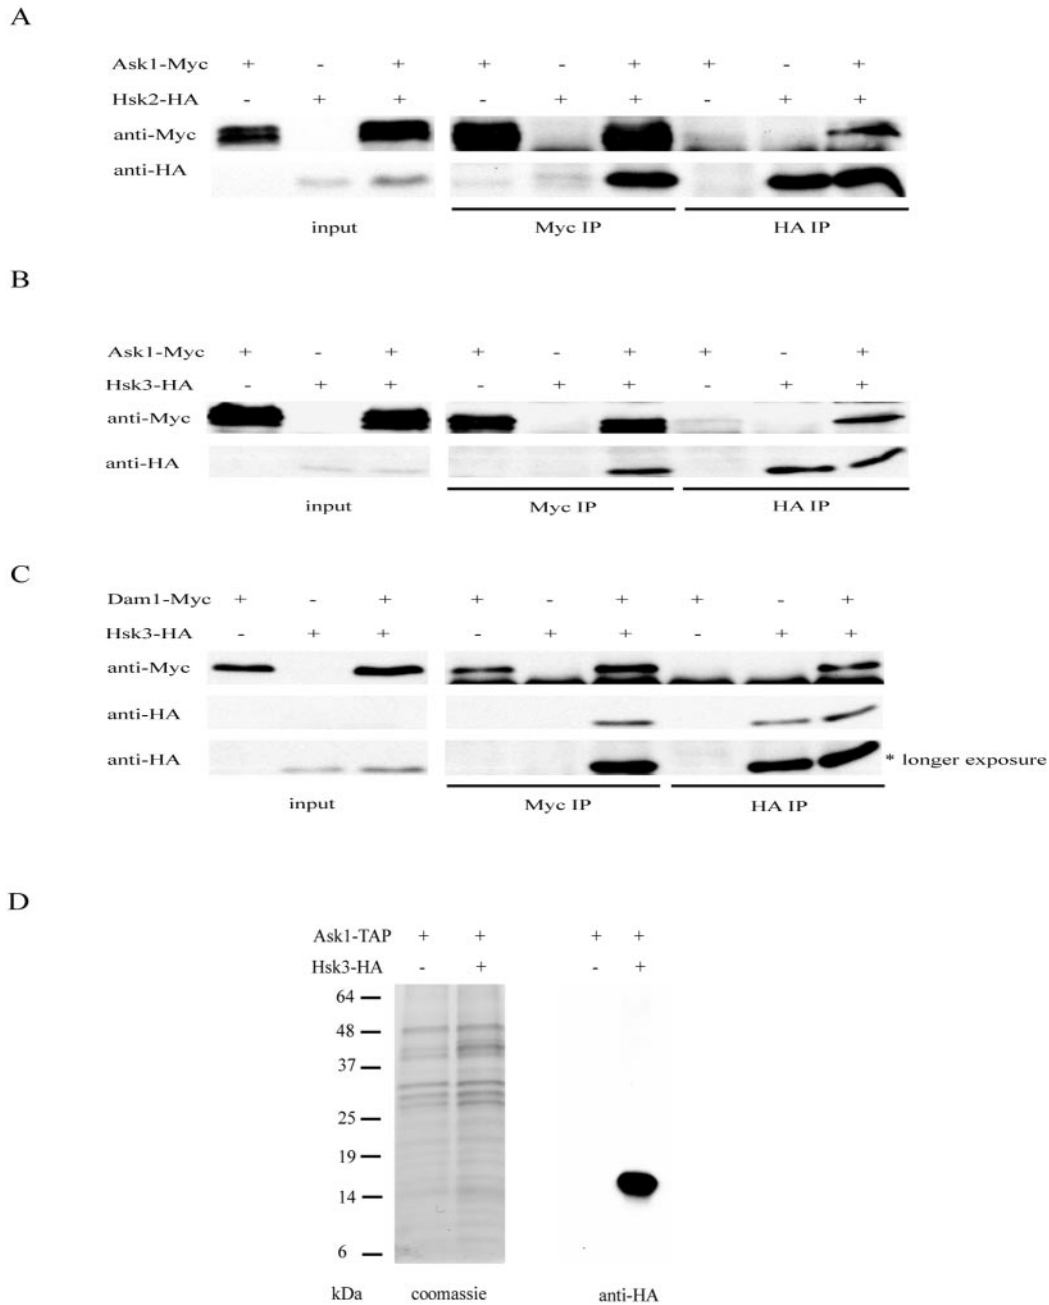 A
Ask1-Myc + - + + - + + - +
Hsk2-HA - + + - + + - + +
anti-Myc
anti-HA
input Myc IP HA IP
B
Ask1-Myc + - + + - + + - +
Hsk3-HA - + + - + + - + +
anti-Myc
anti-HA
input Myc IP HA IP
C
Dam1-Myc + - + + - + + - +
Hsk3-HA - + + - + + - + +
anti-Myc
anti-HA
anti-HA * longer exposure
input Myc IP HA IP
D
Ask1-TAP + + + +
Hsk3-HA - + - +
64
48
37
25
19
14
6
kDa coomassie anti-HA